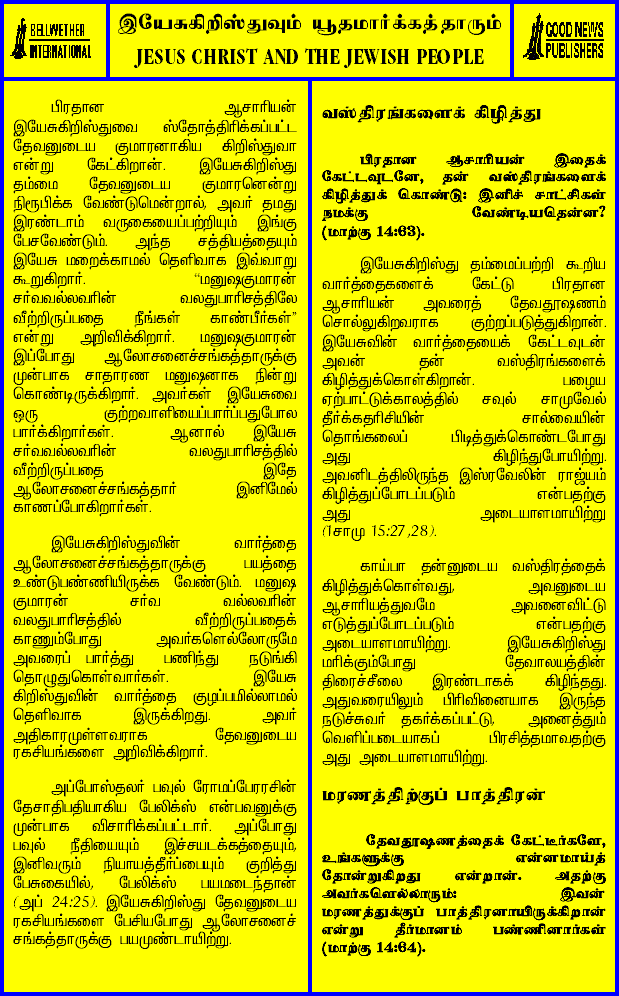 BELLWETHER
INTERNATIONAL
இயேசுகிறிஸ்துவும் யூதமார்க்கத்தாரும்
JESUS CHRIST AND THE JEWISH PEOPLE
GOOD NEWS
PUBLISHERS
பிரதான ஆசாரியன்
இயேசுகிறிஸ்துவை ஸ்தோத்திரிக்கப்பட்ட
தேவனுடைய குமாரனாகிய கிறிஸ்துவா
என்று கேட்கிறான். இயேசுகிறிஸ்து
தம்மை தேவனுடைய குமாரனென்று
நிரூபிக்க வேண்டுமென்றால், அவர் தமது
இரண்டாம் வருகையைப்பற்றியும் இங்கு
பேசவேண்டும். அந்த சத்தியத்தையும்
இயேசு மறைக்காமல் தெளிவாக இவ்வாறு
கூறுகிறார். “மனுஷகுமாரன்
சர்வவல்லவரின் வலதுபாரிசத்திலே
வீற்றிருப்பதை நீங்கள் காண்பீர்கள்”
என்று அறிவிக்கிறார். மனுஷகுமாரன்
இப்போது ஆலோசனைச்சங்கத்தாருக்கு
முன்பாக சாதாரண மனுஷனாக நின்று
கொண்டிருக்கிறார். அவர்கள் இயேசுவை
ஒரு குற்றவாளியைப்பார்ப்பதுபோல
பார்க்கிறார்கள். ஆனால் இயேசு
சர்வவல்லவரின் வலதுபாரிசத்தில்
வீற்றிருப்பதை இதே
ஆலோசனைச்சங்கத்தார் இனிமேல்
காணப்போகிறார்கள்.
இயேசுகிறிஸ்துவின் வார்த்தை
ஆலோசனைச்சங்கத்தாருக்கு பயத்தை
உண்டுபண்ணியிருக்க வேண்டும். மனுஷ
குமாரன் சர்வ வல்லவரின்
வலதுபாரிசத்தில் வீற்றிருப்பதைக்
காணும்போது அவர்களெல்லோருமே
அவரைப் பார்த்து பணிந்து நடுங்கி
தொழுதுகொள்வார்கள். இயேசு
கிறிஸ்துவின் வார்த்தை குழப்பமில்லாமல்
தெளிவாக இருக்கிறது. அவர்
அதிகாரமுள்ளவராக தேவனுடைய
ரகசியங்களை அறிவிக்கிறார்.
அப்போஸ்தலர் பவுல் ரோமப்பேரரசின்
தேசாதிபதியாகிய பேலிக்ஸ் என்பவனுக்கு
முன்பாக விசாரிக்கப்பட்டார். அப்போது
பவுல் நீதியையும் இச்சயடக்கத்தையும்,
இனிவரும் நியாயத்தீர்ப்பையும் குறித்து
பேசுகையில், பேலிக்ஸ் பயமடைந்தான்
(அப் 24:25). இயேசுகிறிஸ்து தேவனுடைய
ரகசியங்களை பேசியபோது ஆலோசனைச்
சங்கத்தாருக்கு பயமுண்டாயிற்று.
வஸ்திரங்களைக் கிழித்து
பிரதான ஆசாரியன் இதைக்
கேட்டவுடனே, தன் வஸ்திரங்களைக்
கிழித்துக் கொண்டு: இனிச் சாட்சிகள்
நமக்கு வேண்டியதென்ன?
(மாற்கு 14:63).
இயேசுகிறிஸ்து தம்மைப்பற்றி கூறிய
வார்த்தைகளைக் கேட்டு பிரதான
ஆசாரியன் அவரைத் தேவதூஷணம்
சொல்லுகிறவராக குற்றப்படுத்துகிறான்.
இயேசுவின் வார்த்தையைக் கேட்டவுடன்
அவன் தன் வஸ்திரங்களைக்
கிழித்துக்கொள்கிறான். பழைய
ஏற்பாட்டுக்காலத்தில் சவுல் சாமுவேல்
தீர்க்கதரிசியின் சால்வையின்
தொங்கலைப் பிடித்துக்கொண்டபோது
அது கிழிந்துபோயிற்று.
அவனிடத்திலிருந்த இஸ்ரவேலின் ராஜ்யம்
கிழித்துப்போடப்படும் என்பதற்கு
அது அடையாளமாயிற்று
(1சாமு 15:27,28).
காய்பா தன்னுடைய வஸ்திரத்தைக்
கிழித்துக்கொள்வது, அவனுடைய
ஆசாரியத்துவமே அவனைவிட்டு
எடுத்துப்போடப்படும் என்பதற்கு
அடையாளமாயிற்று. இயேசுகிறிஸ்து
மரிக்கும்போது தேவாலயத்தின்
திரைச்சீலை இரண்டாகக் கிழிந்தது.
அதுவரையிலும் பிரிவினையாக இருந்த
நடுச்சுவர் தகர்க்கப்பட்டு, அனைத்தும்
வெளிப்படையாகப் பிரசித்தமாவதற்கு
அது அடையாளமாயிற்று.
மரணத்திற்குப் பாத்திரன்
தேவதூஷணத்தைக் கேட்டீர்களே,
உங்களுக்கு என்னமாய்த்
தோன்றுகிறது என்றான். அதற்கு
அவர்களெல்லாரும்: இவன்
மரணத்துக்குப் பாத்திரனாயிருக்கிறான்
என்று தீர்மானம் பண்ணினார்கள்
(மாற்கு 14:64).